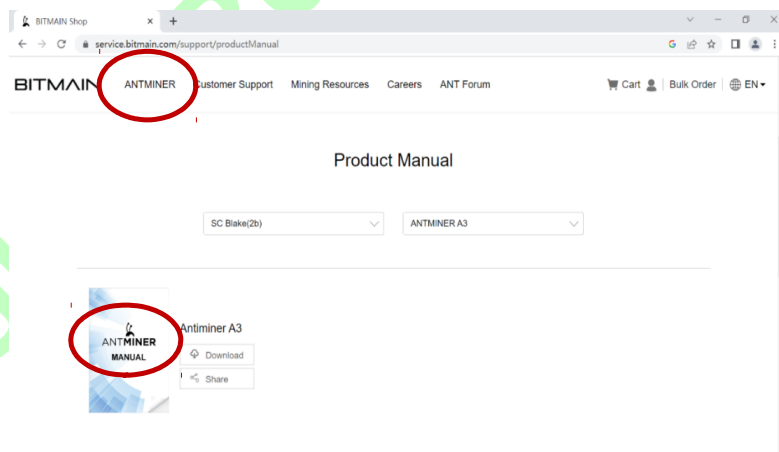 BITMAIN Shop
service.bitmain.com/support/productManual
BITMAIN ANTMINER Customer Support Mining Resources Careers ANT Forum Cart Bulk Order EN
Product Manual
SC Blake(2b) ANTMINER A3
ANTMINER
MANUAL
Antiminer A3
Download
Share